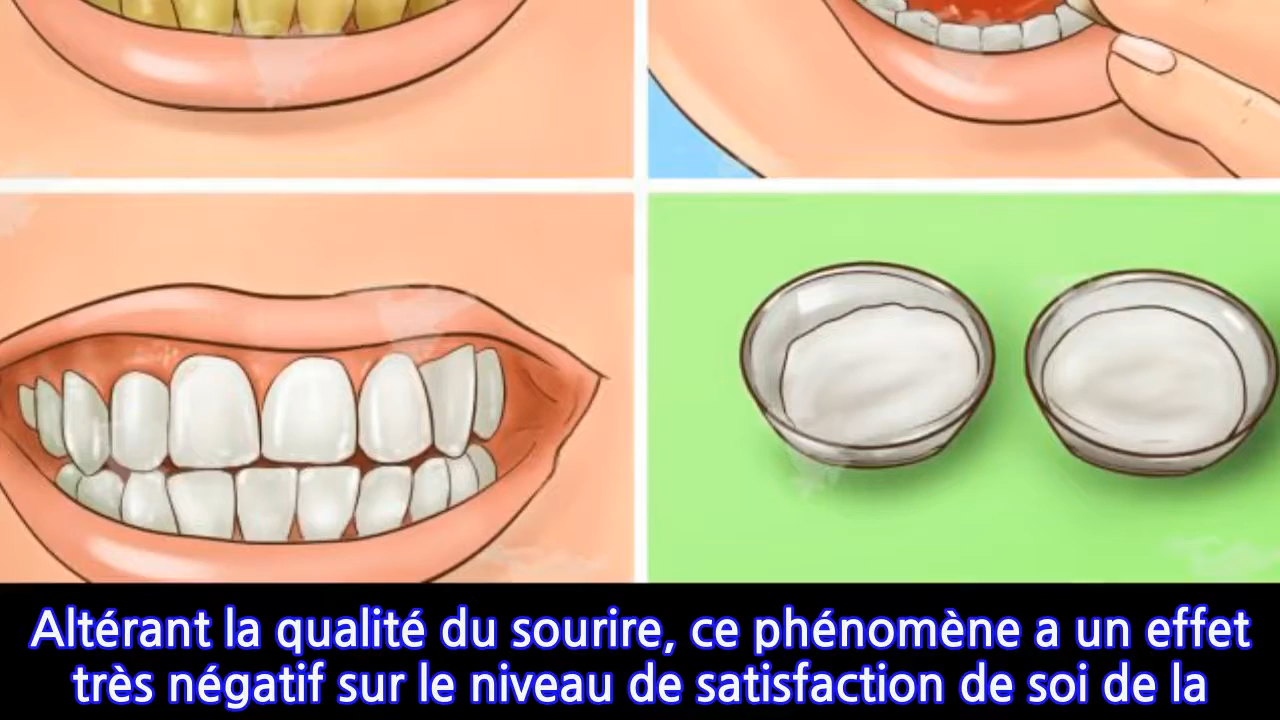 Altérant la qualité du sourire, ce phénomène a un effet
très négatif sur le niveau de satisfaction de soi de la